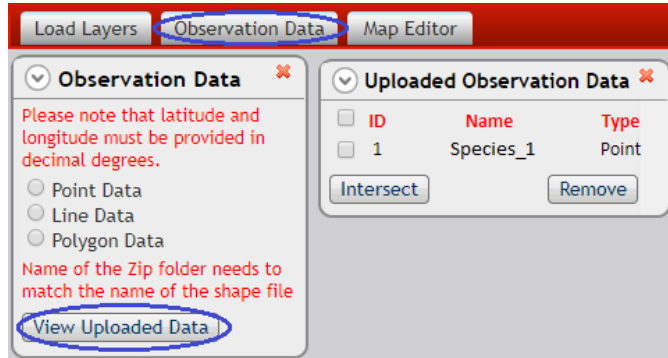 Load Layers Observation Data Map Editor
Observation Data
Please note that latitude and
longitude must be provided in
decimal degrees.
Point Data
Line Data
Polygon Data
Name of the Zip folder needs to
match the name of the shape file
View Uploaded Data
Uploaded Observation Data
ID Name Type
1 Species_1 Point
Intersect Remove